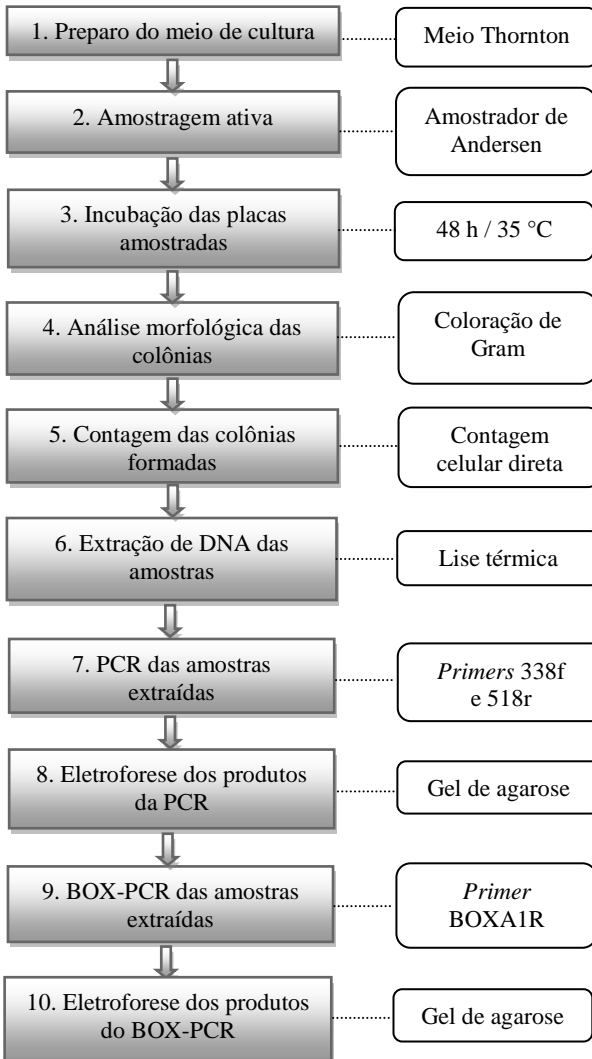 1. Preparo do meio de cultura
Meio Thornton
2. Amostragem ativa
Amostrador de
Andersen
3. Incubação das placas
amostradas
48 h / 35 °C
4. Análise morfológica das
colônias
Coloração de
Gram
5. Contagem das colônias
formadas
Contagem
celular direta
6. Extração de DNA das
amostras
Lise térmica
7. PCR das amostras
extraídas
Primers 338f
e 518r
8. Eletroforese dos produtos
da PCR
Gel de agarose
9. BOX-PCR das amostras
extraídas
Primer
BOXA1R
10. Eletroforese dos produtos
do BOX-PCR
Gel de agarose